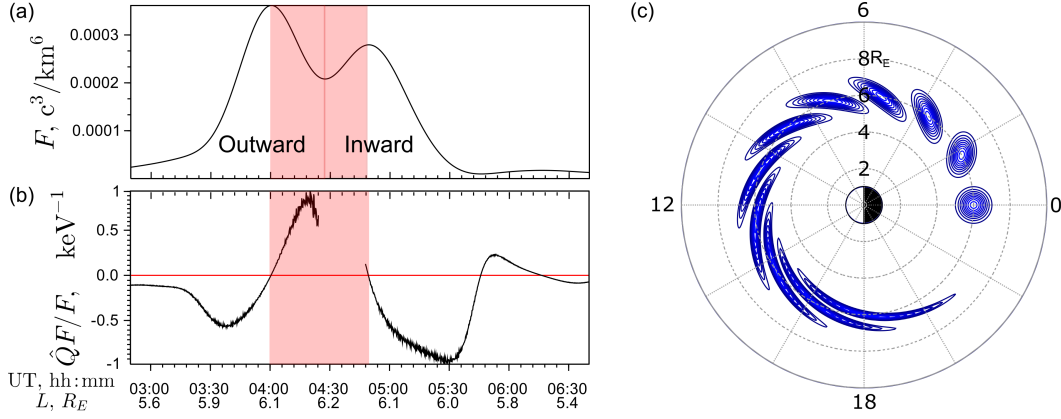 (a)
F, c³/km⁶
0.0003
0.0002
0.0001
Outward
Inward
(b)
Q̂F/F, keV⁻¹
1
0.0
-0.5
-1
UT, hh:mm
03:00 03:30 04:00 04:30 05:00 05:30 06:00 06:30
L, R_E
5.6 5.9 6.1 6.2 6.1 6.0 5.8 5.4
(c)
6
8R_E
6
4
2
12
0
18